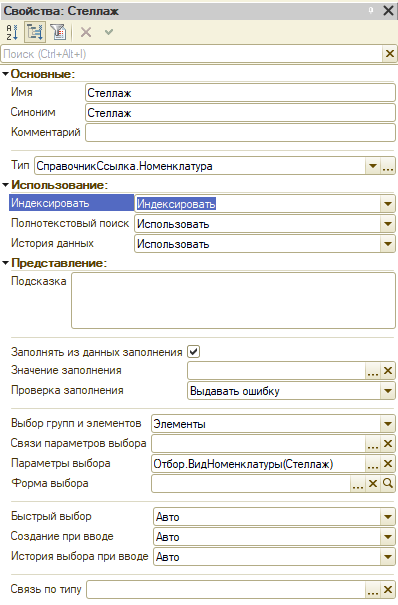 Свойства: Стеллаж
Поиск (Ctrl+Alt+I)
Основные:
Имя Стеллаж
Синоним Стеллаж
Комментарий
Тип СправочникСсылка.Номенклатура
Использование:
Индексировать Индексировать
Полнотекстовый поиск Использовать
История данных Использовать
Представление:
Подсказка
Заполнять из данных заполнения
Значение заполнения
Проверка заполнения Выдавать ошибку
Выбор групп и элементов Элементы
Связи параметров выбора
Параметры выбора Отбор.ВидНоменклатуры(Стеллаж)
Форма выбора
Быстрый выбор Авто
Создание при вводе Авто
История выбора при вводе Авто
Связь по типу